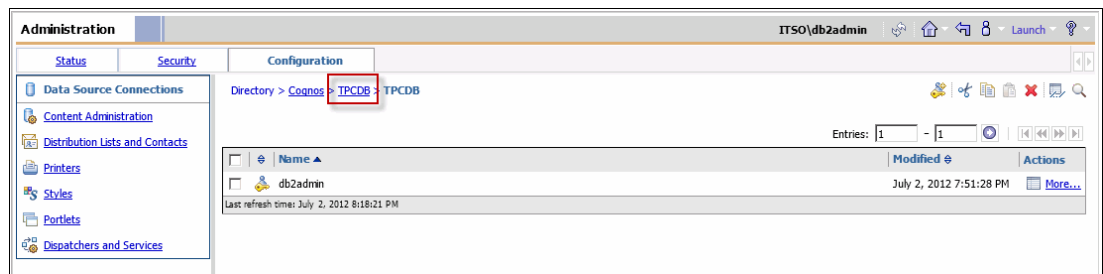 Administration ITSO\db2admin Launch
Status Security Configuration
Data Source Connections Directory > Cognos > TPCDB > TPCDB
Content Administration
Distribution Lists and Contacts
Entries: 1 - 1
Printers
Name Modified Actions
Styles
db2admin July 2, 2012 7:51:28 PM More...
Portlets
Last refresh time: July 2, 2012 8:18:21 PM
Dispatchers and Services